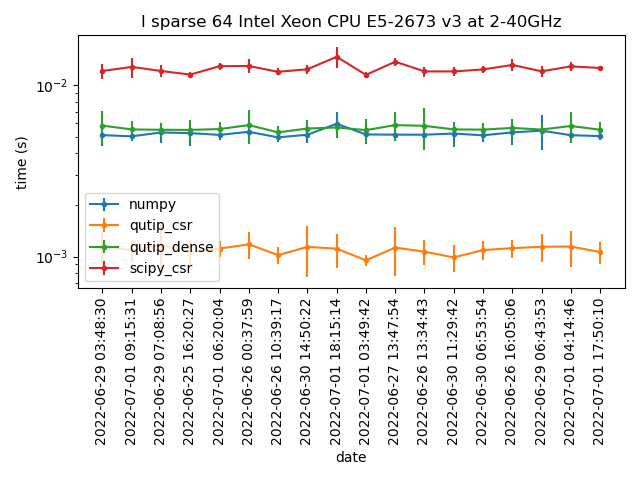 I sparse 64 Intel Xeon CPU E5-2673 v3 at 2-40GHz
time (s)
10⁻²
10⁻³
numpy
qutip_csr
qutip_dense
scipy_csr
2022-06-29 03:48:30
2022-07-01 09:15:31
2022-06-29 07:08:56
2022-06-25 16:20:27
2022-07-01 06:20:04
2022-06-26 00:37:59
2022-06-26 10:39:17
2022-06-30 14:50:22
2022-07-01 18:15:14
2022-07-01 03:49:42
2022-06-27 13:47:54
2022-06-26 13:34:43
2022-06-30 11:29:42
2022-06-30 06:53:54
2022-06-26 16:05:06
2022-06-29 06:43:53
2022-07-01 04:14:46
2022-07-01 17:50:10
date